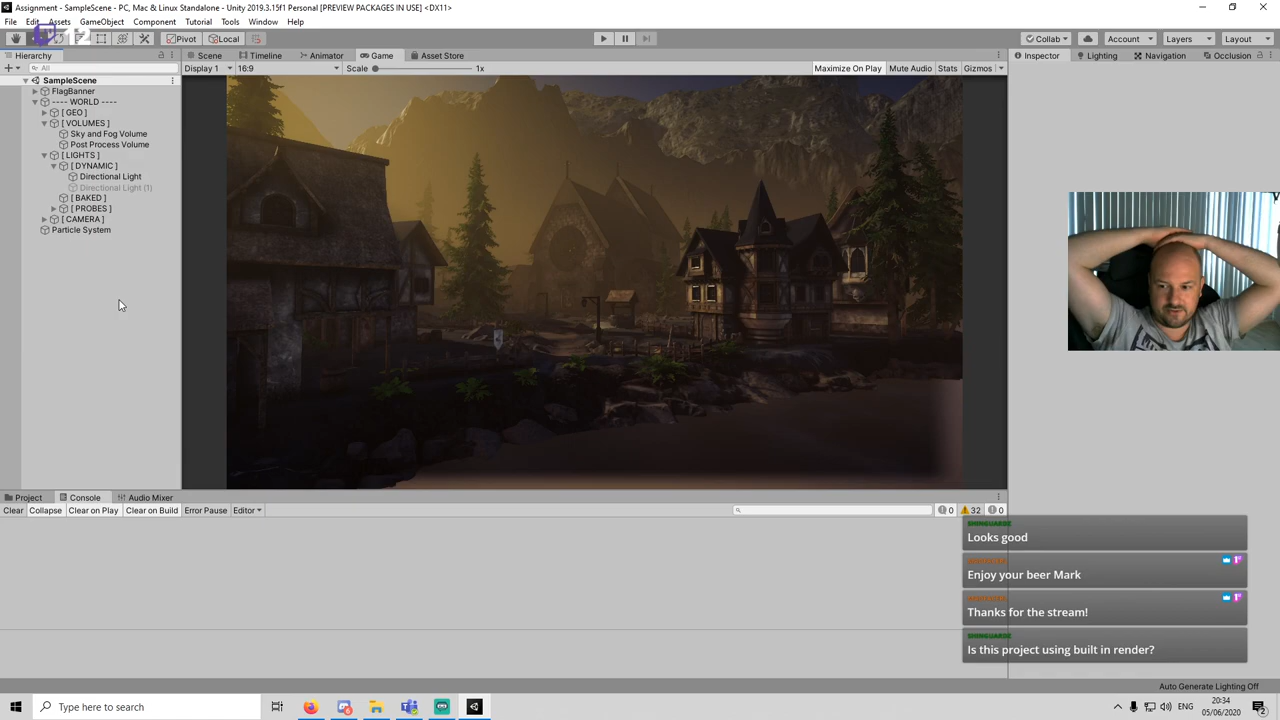 Assignment - SampleScene - PC, Mac & Linux Standalone - Unity 2019.3.15f1 Personal [PREVIEW PACKAGES IN USE] <DX11>
File Edit Assets GameObject Component Tutorial Tools Window Help
12
Pivot Local Collab Account Layers Layout
Hierarchy Scene Timeline Animator Game Asset Store Inspector Lighting Navigation Occlusion
All Display 1 16:9 Scale 1x Maximize On Play Mute Audio Stats Gizmos
SampleScene
FlagBanner
---- WORLD ----
[ GEO ]
[ VOLUMES ]
Sky and Fog Volume
Post Process Volume
[ LIGHTS ]
[ DYNAMIC ]
Directional Light
Directional Light (1)
[ BAKED ]
[ PROBES ]
[ CAMERA ]
Particle System
Project Console Audio Mixer
Clear Collapse Clear on Play Clear on Build Error Pause Editor 0 32 0
SHINGUARDE
Looks good
Enjoy your beer Mark
Thanks for the stream!
SHINGUARDE
Is this project using built in render?
Auto Generate Lighting Off
Type here to search
ENG
20:34
05/06/2020
2